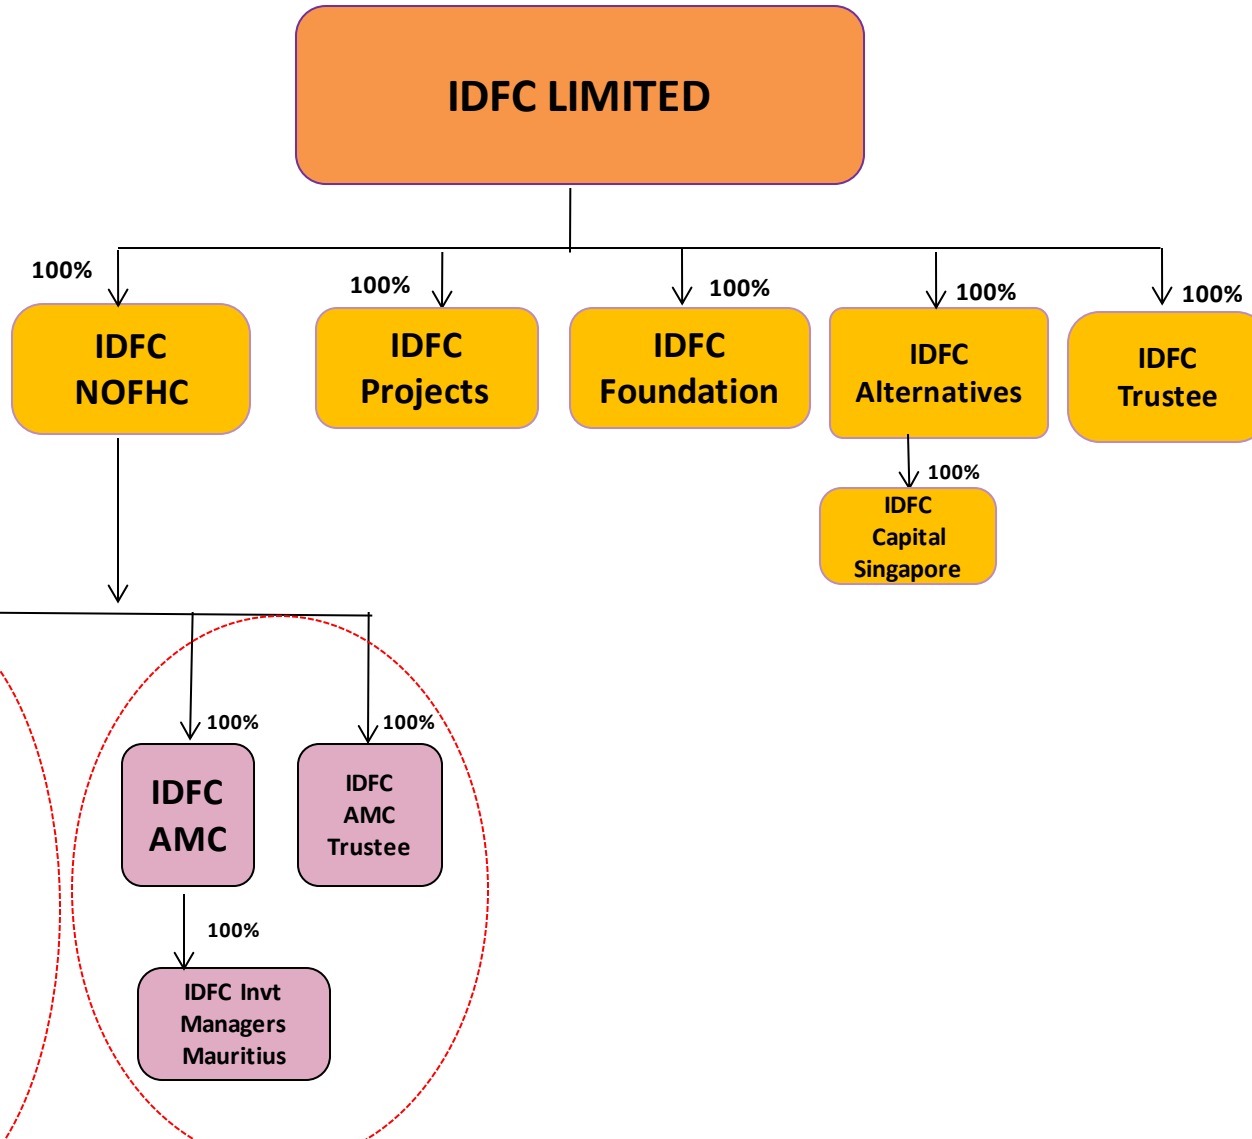 IDFC LIMITED
100%
100%
100%
100%
100%
IDFC
NOFHC
IDFC
Projects
IDFC
Foundation
IDFC
Alternatives
IDFC
Trustee
100%
IDFC
Capital
Singapore
100%
100%
IDFC
AMC
IDFC
AMC
Trustee
100%
IDFC Invt
Managers
Mauritius